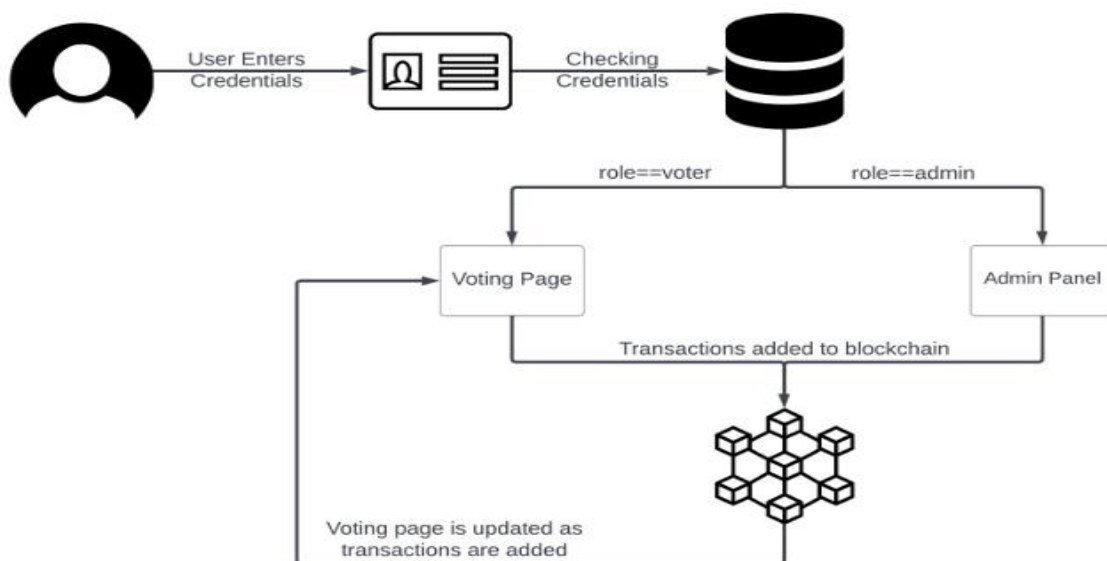 User Enters
Credentials
Checking
Credentials
role==voter
role==admin
Voting Page
Admin Panel
Transactions added to blockchain
Voting page is updated as
transactions are added